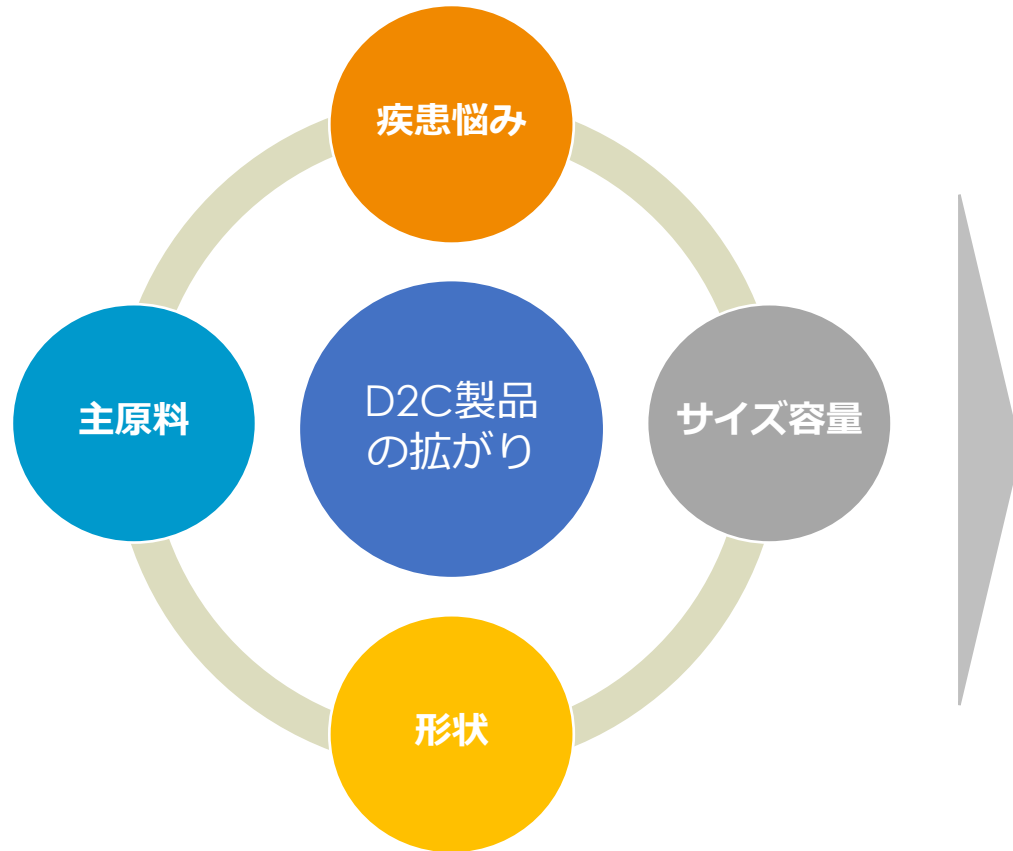 疾患悩み
主原料
D2C製品
の拡がり
サイズ容量
形状